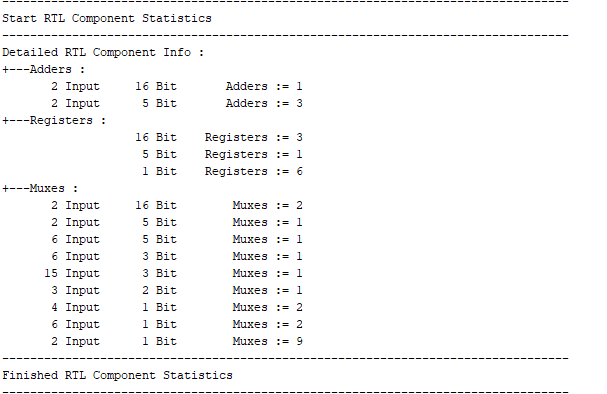 ---------------------------------------------------------------------------------
Start RTL Component Statistics
---------------------------------------------------------------------------------
Detailed RTL Component Info :
+---Adders :
	   2 Input     16 Bit       Adders := 1
	   2 Input      5 Bit       Adders := 3
+---Registers :
	               16 Bit    Registers := 3
	                5 Bit    Registers := 1
	                1 Bit    Registers := 6
+---Muxes :
	   2 Input     16 Bit        Muxes := 2
	   2 Input      5 Bit        Muxes := 1
	   6 Input      5 Bit        Muxes := 1
	   6 Input      3 Bit        Muxes := 1
	  15 Input      3 Bit        Muxes := 1
	   3 Input      2 Bit        Muxes := 1
	   4 Input      1 Bit        Muxes := 2
	   6 Input      1 Bit        Muxes := 2
	   2 Input      1 Bit        Muxes := 9
---------------------------------------------------------------------------------
Finished RTL Component Statistics
---------------------------------------------------------------------------------